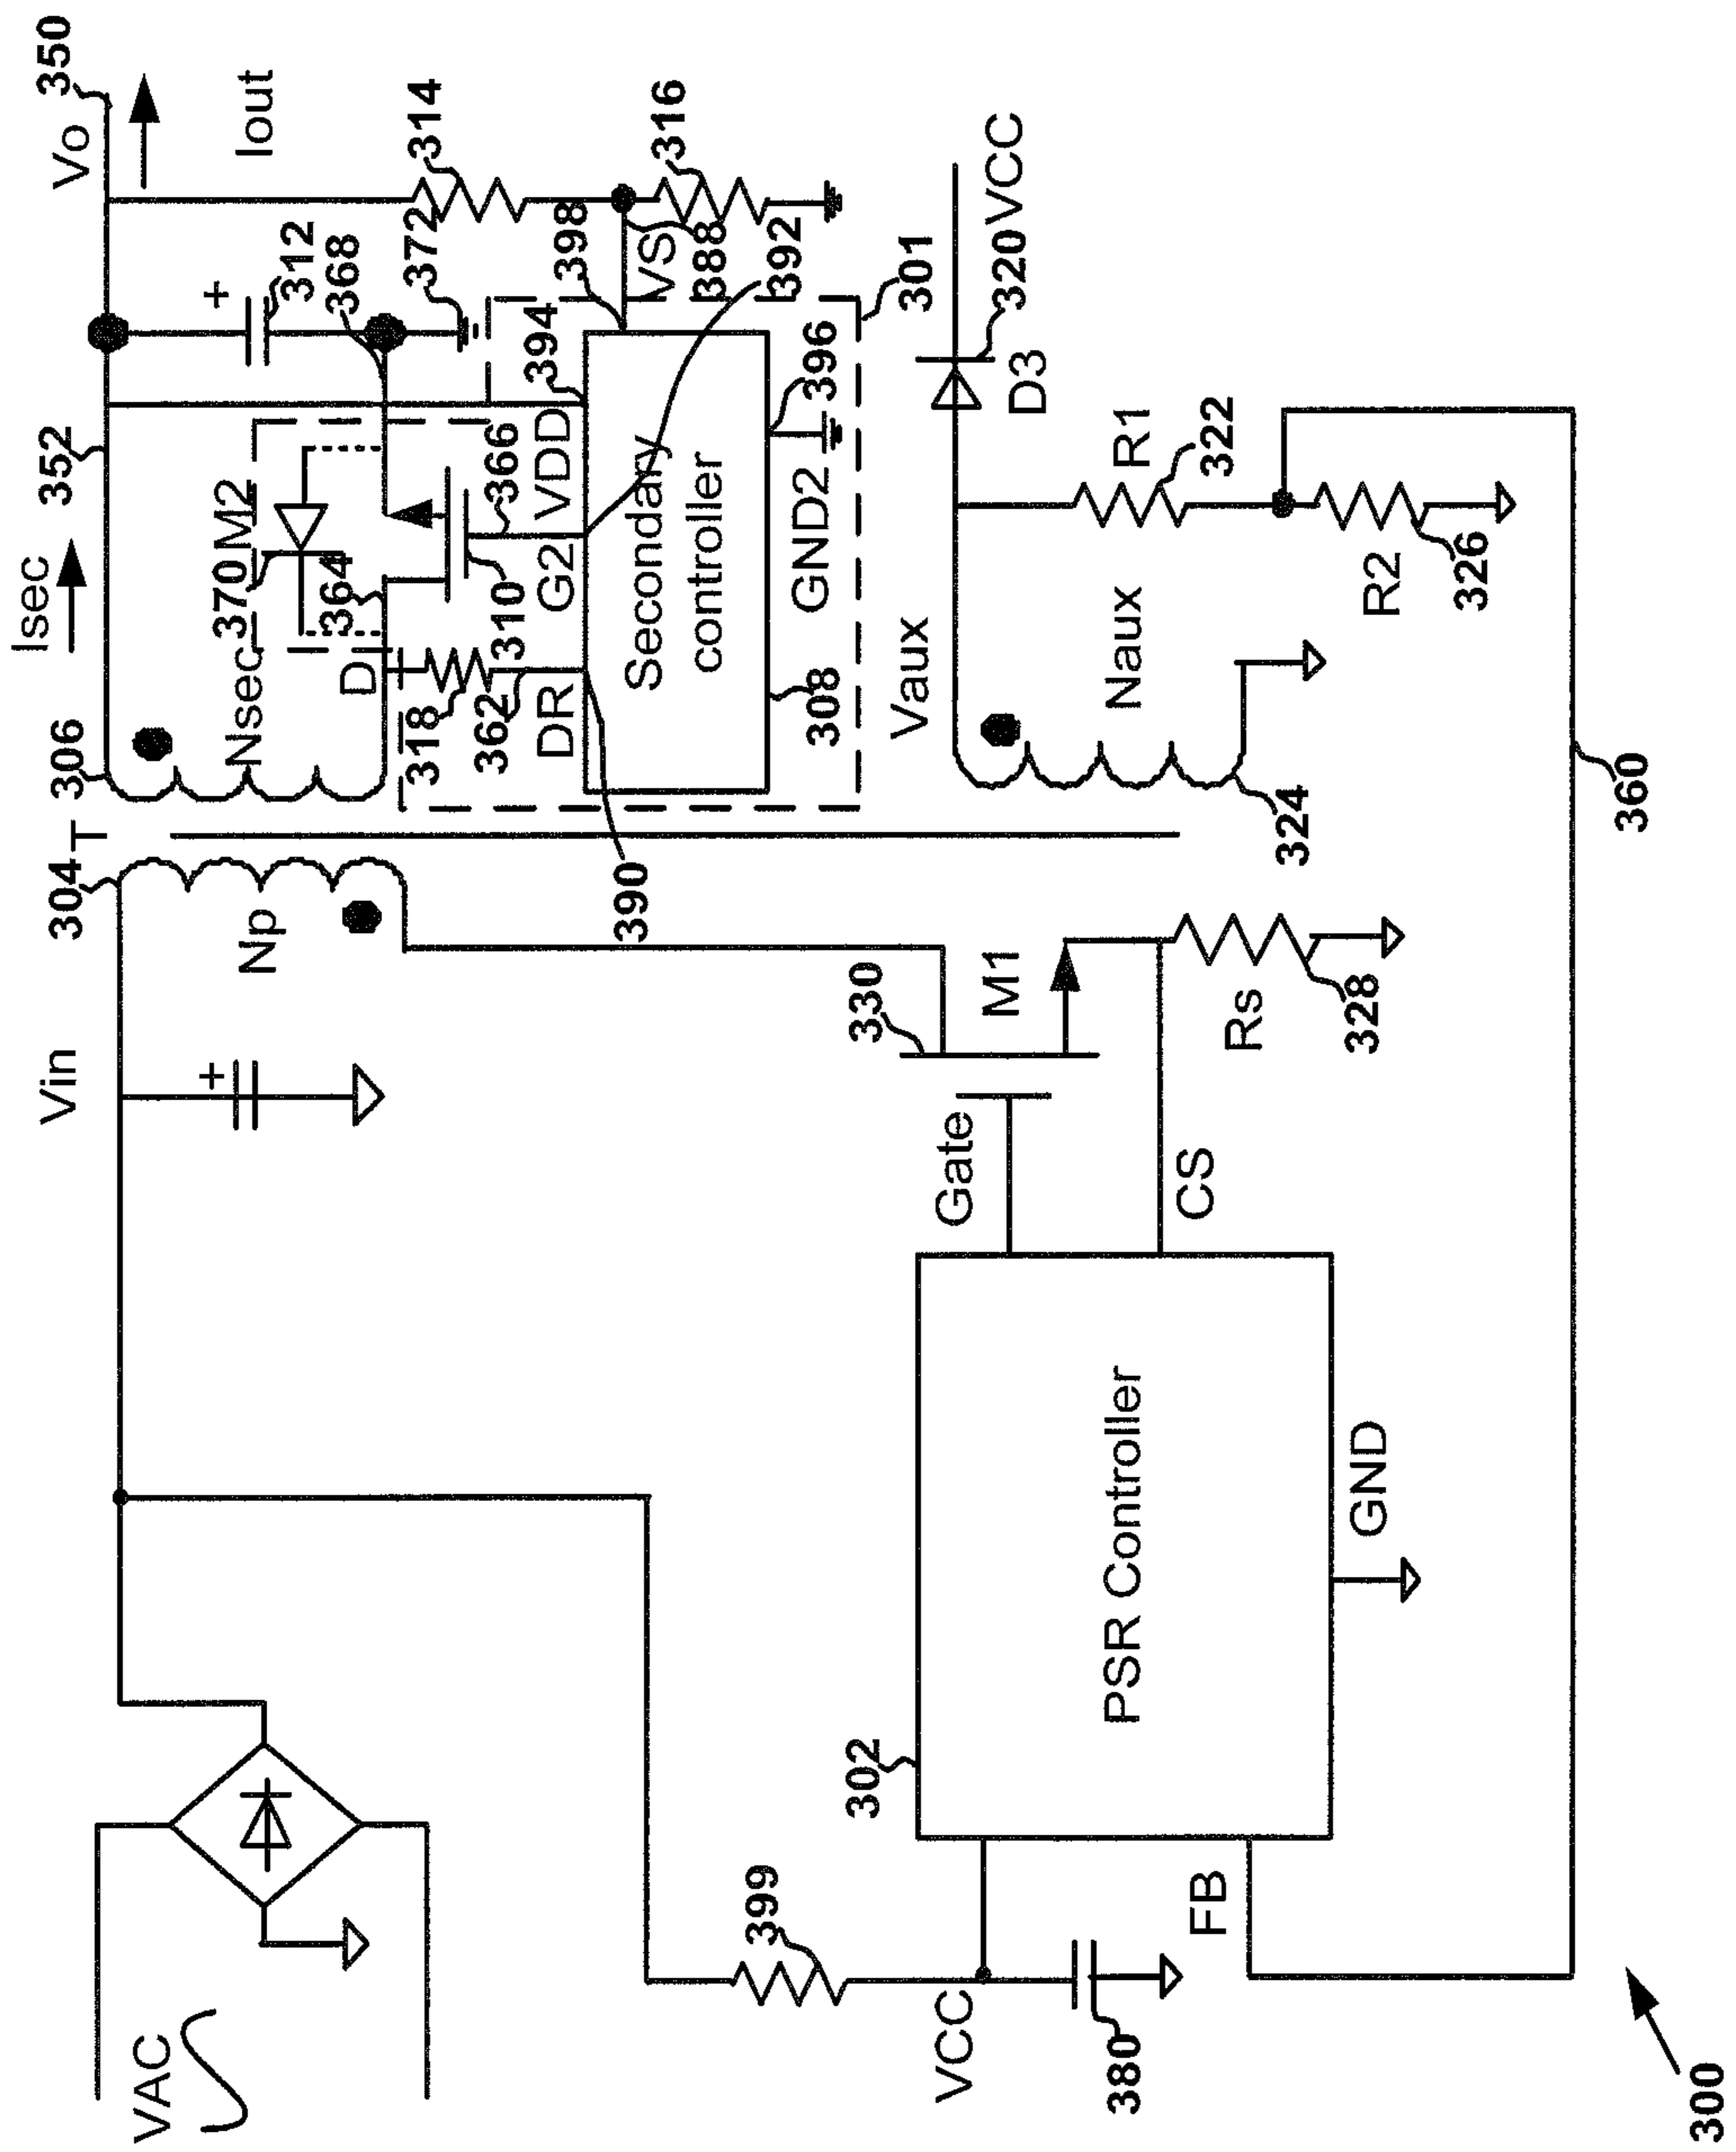 VAC
Vin
304
T
306
Isec
352
Vo
350
Np
Nsec
370
M2
+
+
312
Iout
364
368
D
372
314
318
310
366
362
DR
G2
VDD
394
398
VS
388
316
392
390
Secondary
controller
308
GND2
396
301
399
330
Gate
M1
Vaux
320
VCC
D3
VCC
302
PSR Controller
CS
Rs
328
Naux
R1
322
324
R2
326
380
FB
GND
360
300